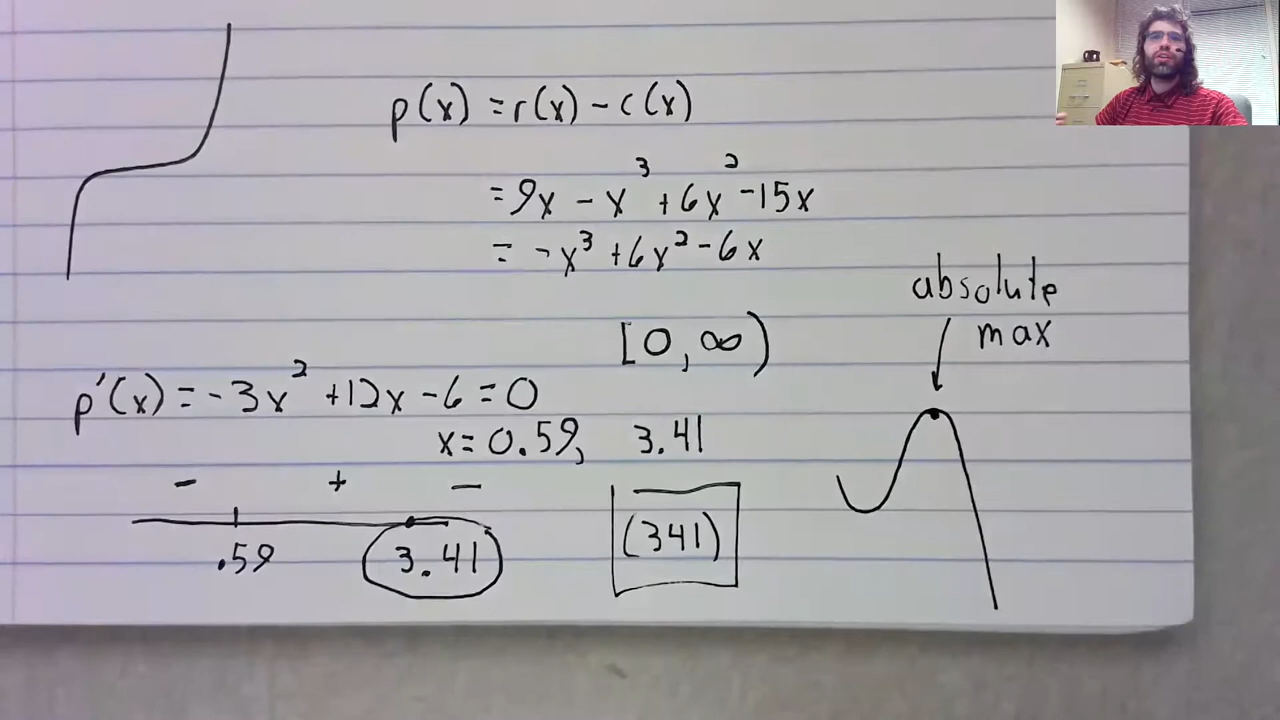 p(x) = r(x) - c(x)
= 9x - x³ + 6x² - 15x
= -x³ + 6x² - 6x
absolute
max
[0, ∞)
p'(x) = -3x² + 12x - 6 = 0
x = 0.59, 3.41
- + -
.59 3.41
(341)